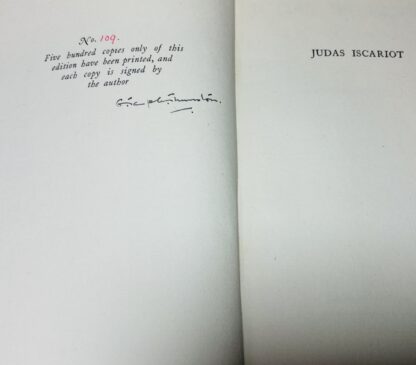 No. 109.
Five hundred copies only of this
edition have been printed, and
each copy is signed by
the author
JUDAS ISCARIOT